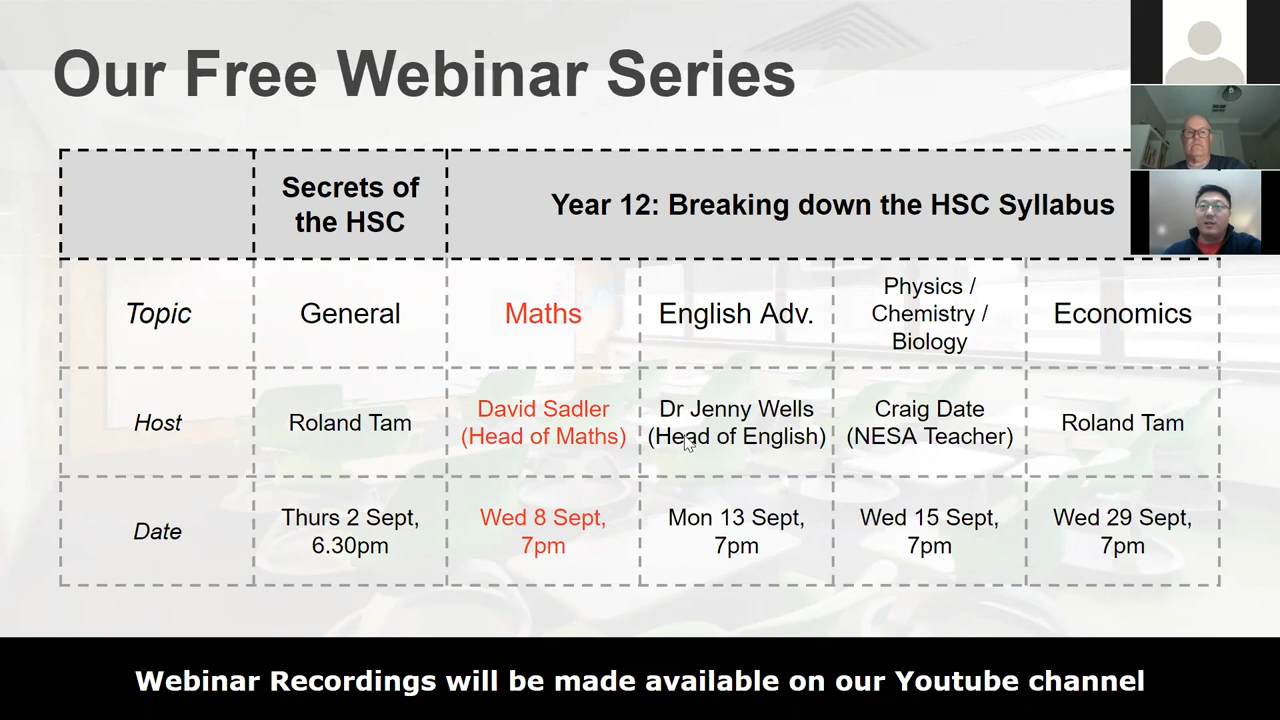 Our Free Webinar Series
Secrets of
the HSC
Year 12: Breaking down the HSC Syllabus
Topic
General
Maths
English Adv.
Physics /
Chemistry /
Biology
Economics
Host
Roland Tam
David Sadler
(Head of Maths)
Dr Jenny Wells
(Head of English)
Craig Date
(NESA Teacher)
Roland Tam
Date
Thurs 2 Sept,
6.30pm
Wed 8 Sept,
7pm
Mon 13 Sept,
7pm
Wed 15 Sept,
7pm
Wed 29 Sept,
7pm
Webinar Recordings will be made available on our Youtube channel